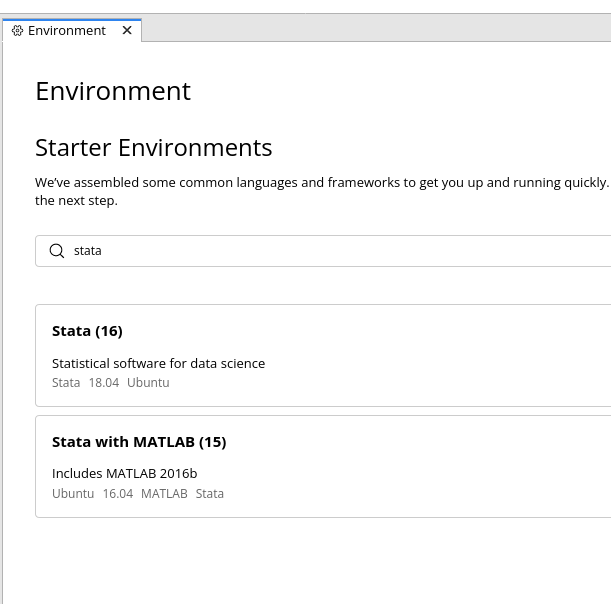 Environment
Environment
Starter Environments
We’ve assembled some common languages and frameworks to get you up and running quickly.
the next step.
stata
Stata (16)
Statistical software for data science
Stata 18.04 Ubuntu
Stata with MATLAB (15)
Includes MATLAB 2016b
Ubuntu 16.04 MATLAB Stata